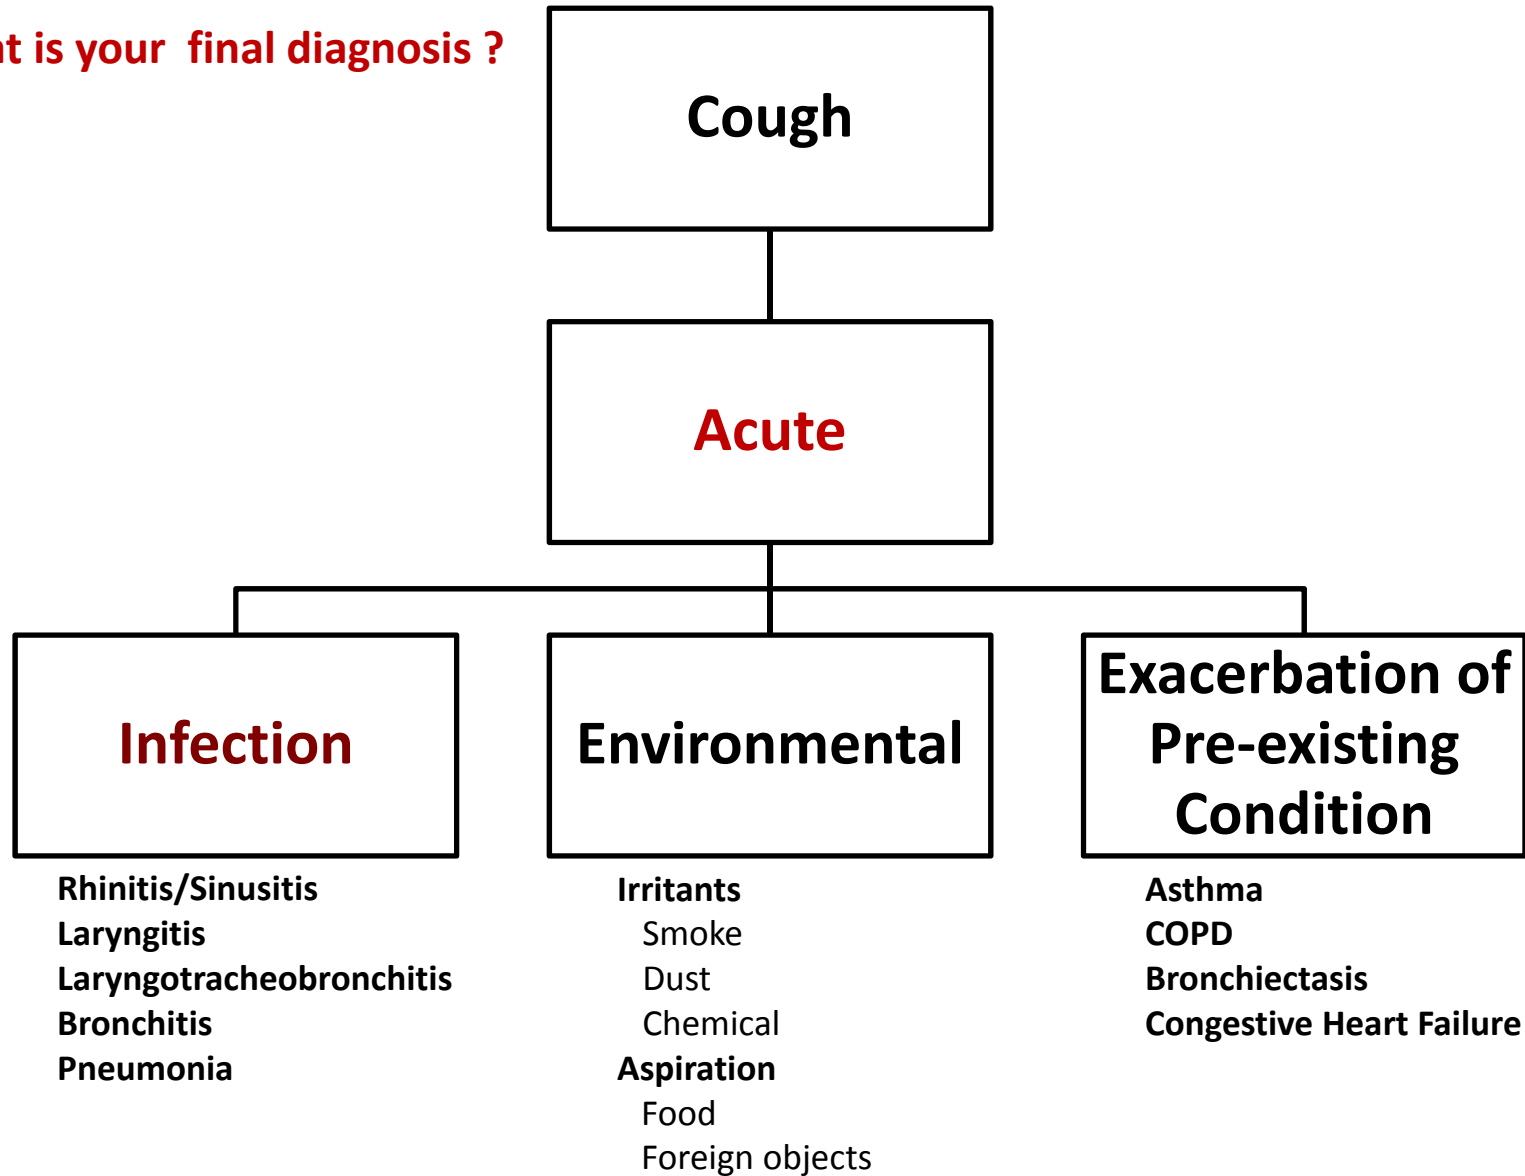 is your final diagnosis ?
Cough
Acute
Infection
Environmental
Exacerbation of
Pre-existing
Condition
Rhinitis/Sinusitis
Laryngitis
Laryngotracheobronchitis
Bronchitis
Pneumonia
Irritants
Smoke
Dust
Chemical
Aspiration
Food
Foreign objects
Asthma
COPD
Bronchiectasis
Congestive Heart Failure